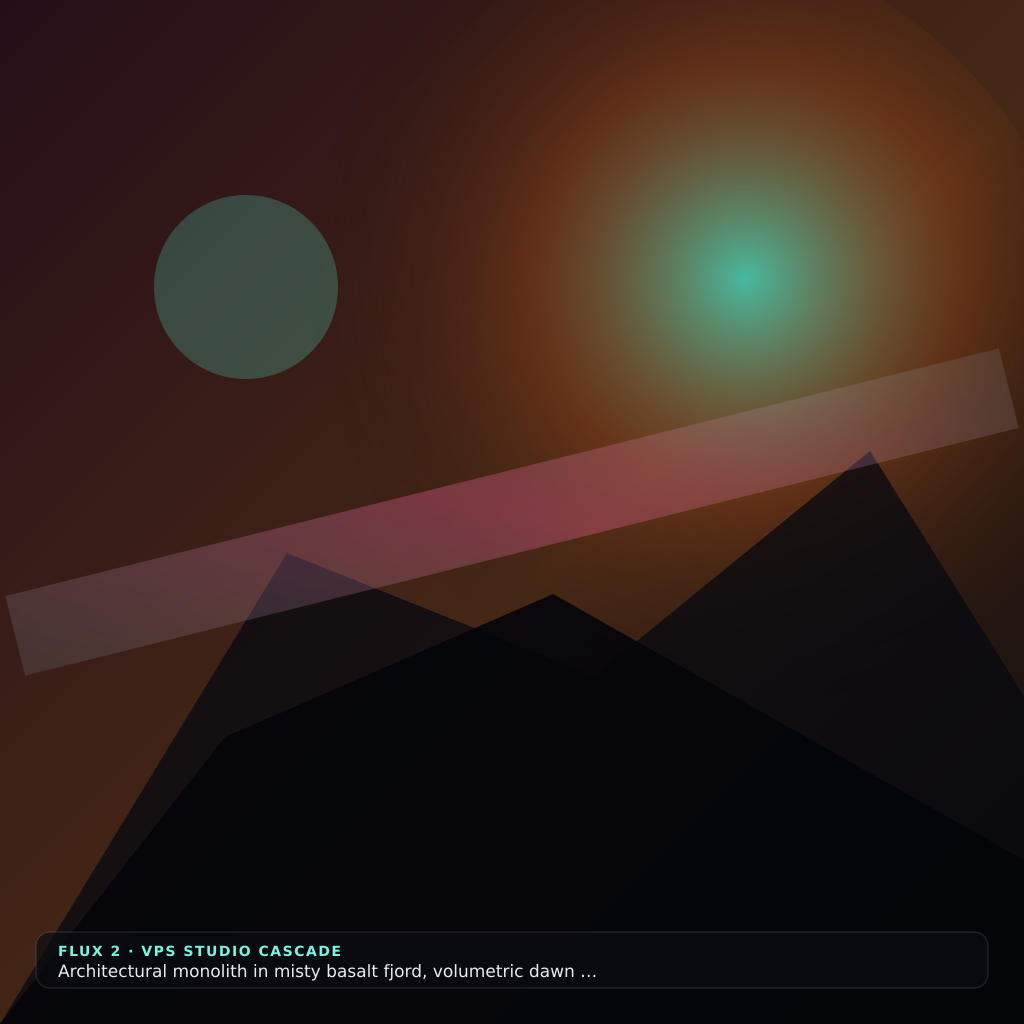 FLUX 2 · VPS STUDIO CASCADE
Architectural monolith in misty basalt fjord, volumetric dawn ...